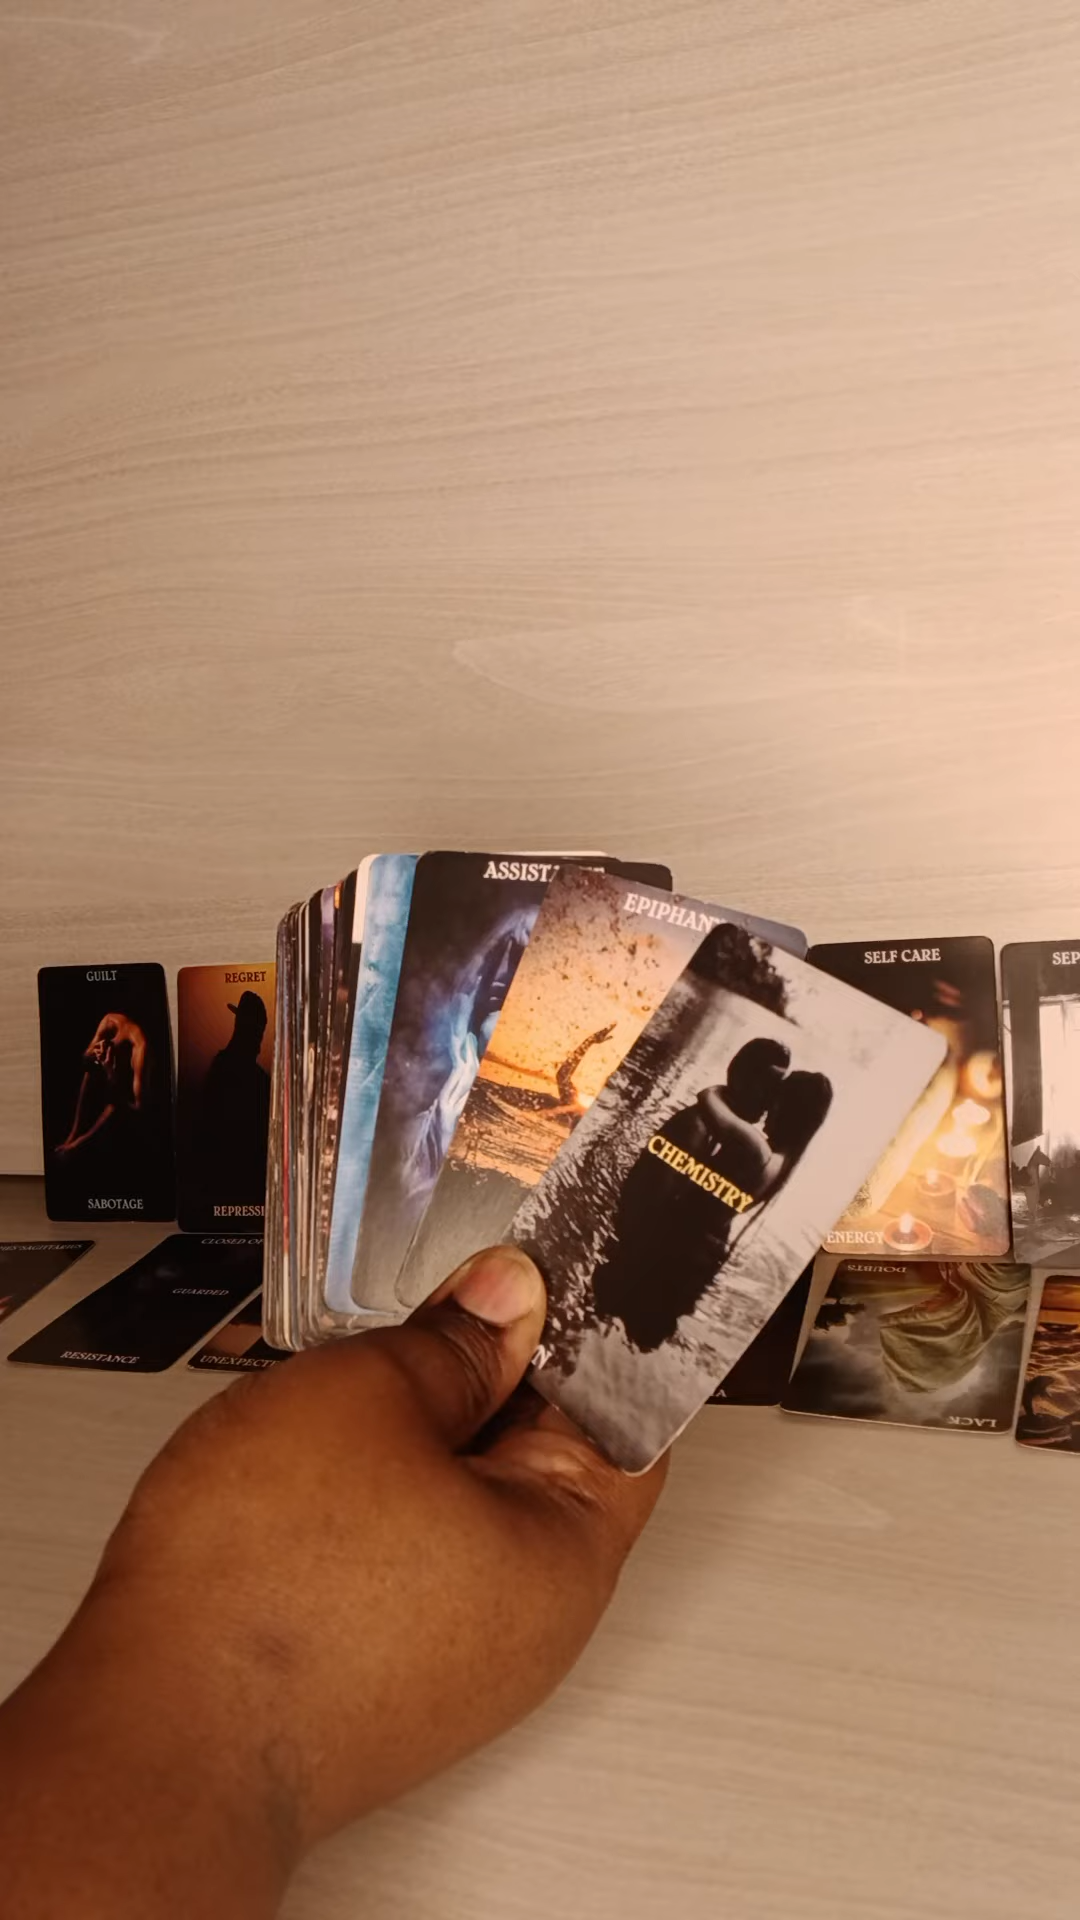 ASSIST
EPIPHAN
CHEMISTRY
GUILT
SABOTAGE
REGRET
REPRESSI
SELF CARE
ENERGY
SEP
CLOSED OF
GUARDED
RESISTANCE
UNEXPECT
DOUBTS
LACK